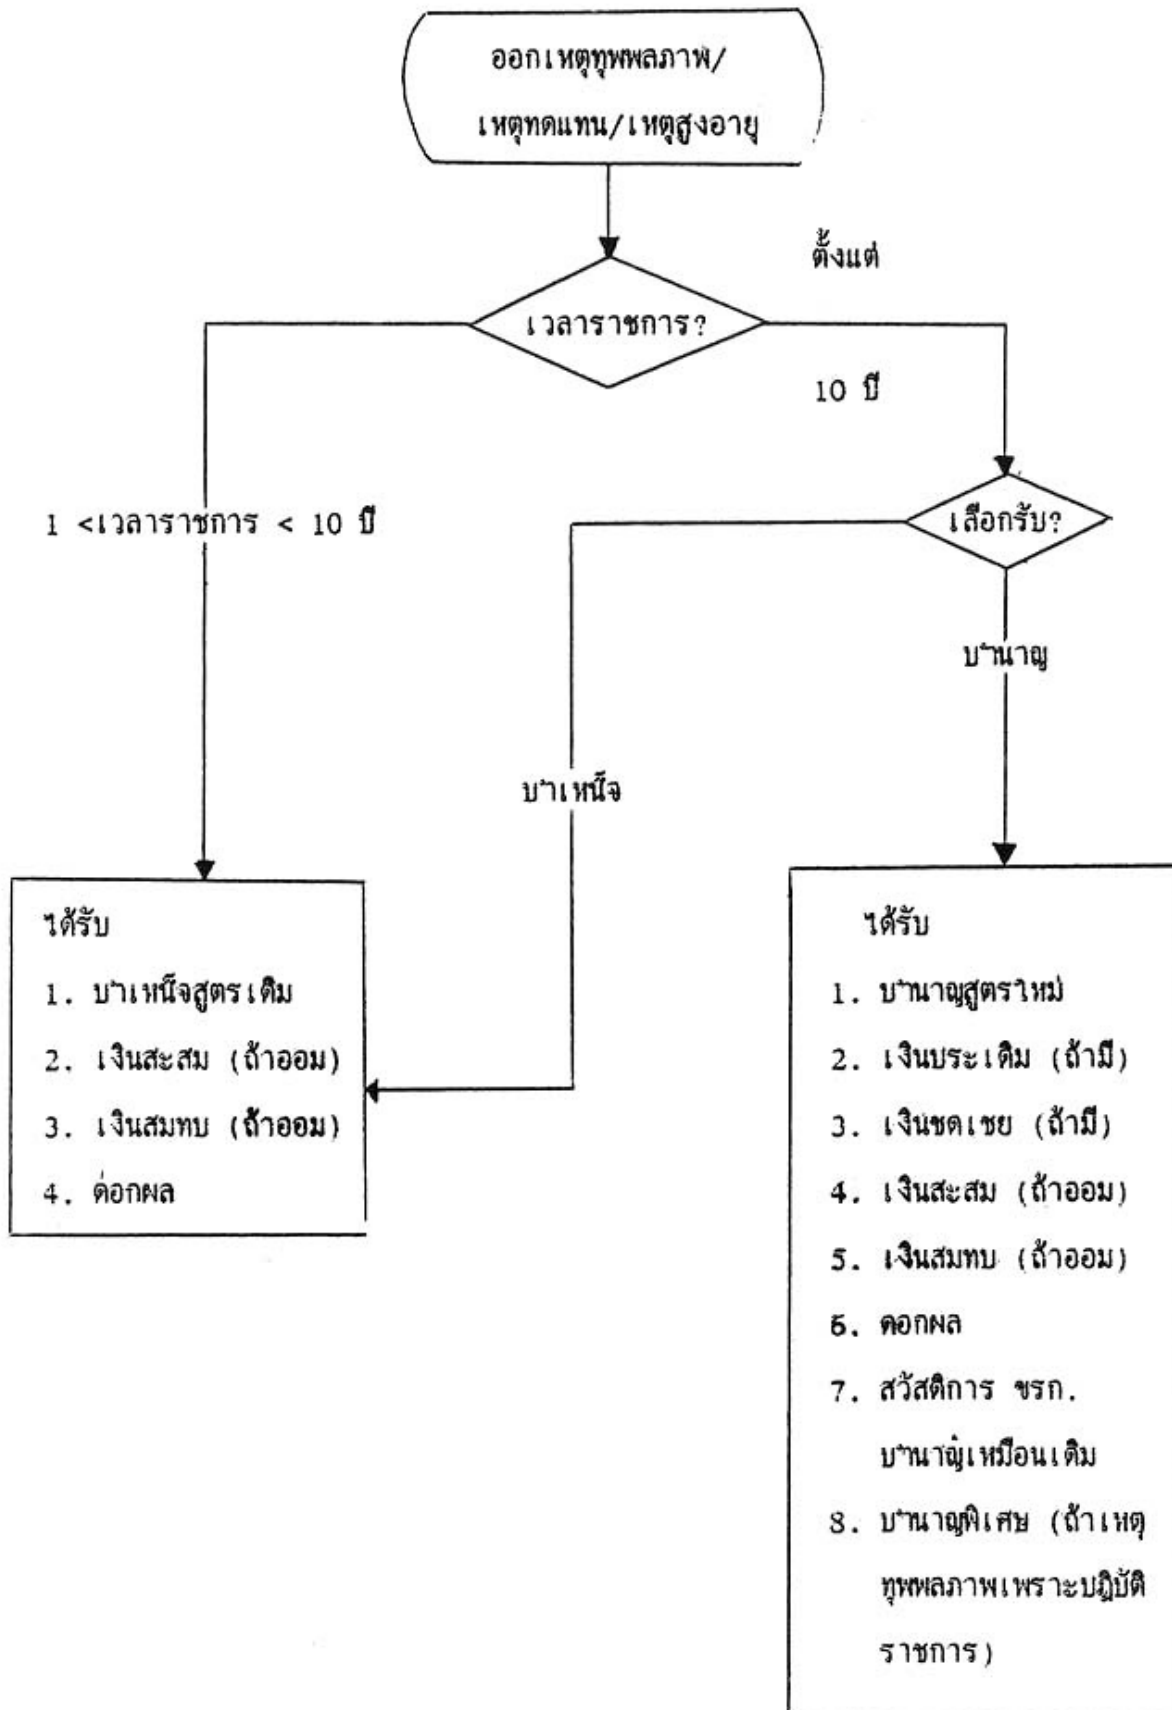 ออกเหตุทุพพลภาพ/
เหตุทดแทน/เหตุสูงอายุ
ตั้งแต่
เวลาราชการ?
10 ปี
1 <เวลาราชการ < 10 ปี
เลือกรับ?
บำนาญ
บำเหน็จ
ได้รับ
1. บำเหน็จสูตรเดิม
2. เงินสะสม (ถ้าออม)
3. เงินสมทบ (ถ้าออม)
4. ดอกผล
ได้รับ
1. บำนาญสูตรใหม่
2. เงินประเดิม (ถ้ามี)
3. เงินชดเชย (ถ้ามี)
4. เงินสะสม (ถ้าออม)
5. เงินสมทบ (ถ้าออม)
6. ดอกผล
7. สวัสดิการ ขรก.
บำนาญเหมือนเดิม
8. บำนาญพิเศษ (ถ้าเหตุ
ทุพพลภาพเพราะปฏิบัติ
ราชการ)